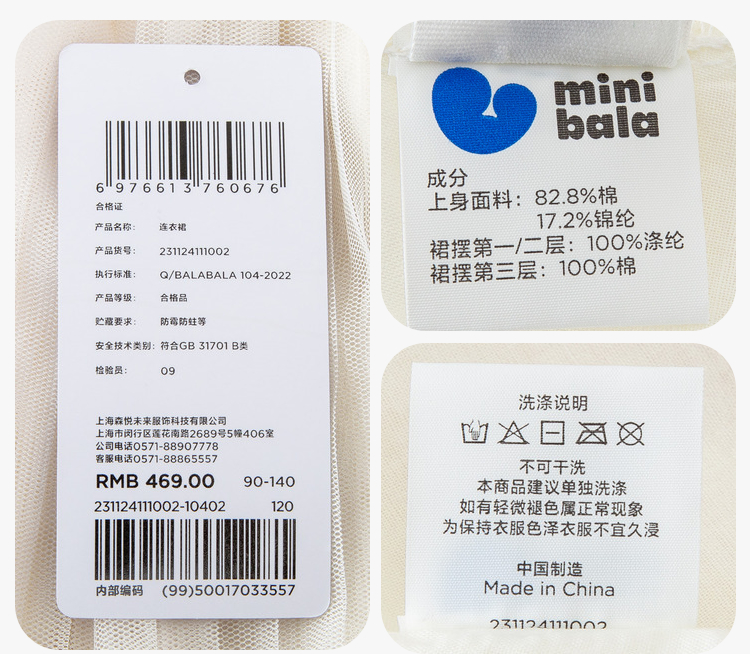 6 976613 760676
合格证
产品名称: 连衣裙
产品货号: 231124111002
执行标准: Q/BALABALA 104-2022
产品等级: 合格品
贮藏要求: 防霉防蛀等
安全技术类别: 符合GB 31701 B类
检验员: 09
上海森悦未来服饰科技有限公司
上海市闵行区莲花南路2689号5幢406室
公司电话0571-88907778
客服电话0571-88865557
RMB 469.00 90-140
231124111002-10402 120
内部编码 (99)50017033557
mini
bala
成分
上身面料: 82.8%棉
17.2%锦纶
裙摆第一/二层: 100%涤纶
裙摆第三层: 100%棉
洗涤说明
不可干洗
本商品建议单独洗涤
如有轻微褪色属正常现象
为保持衣服色泽衣服不宜久浸
中国制造
Made in China
231124111002